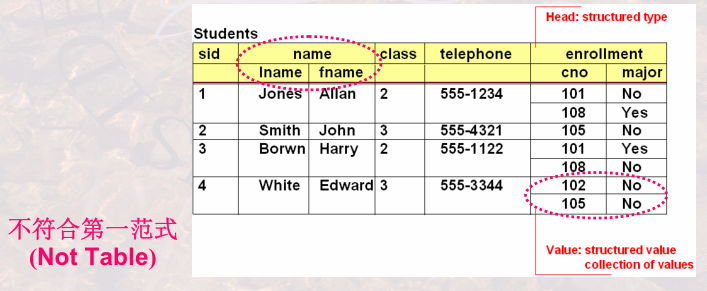 Head: structured type
Students
sid name class telephone enrollment
lname fname cno major
1 Jones Allan 2 555-1234 101 No
108 Yes
2 Smith John 3 555-4321 105 No
3 Borwn Harry 2 555-1122 101 Yes
108 No
4 White Edward 3 555-3344 102 No
105 No
不符合第一范式
(Not Table)
Value: structured value
collection of values